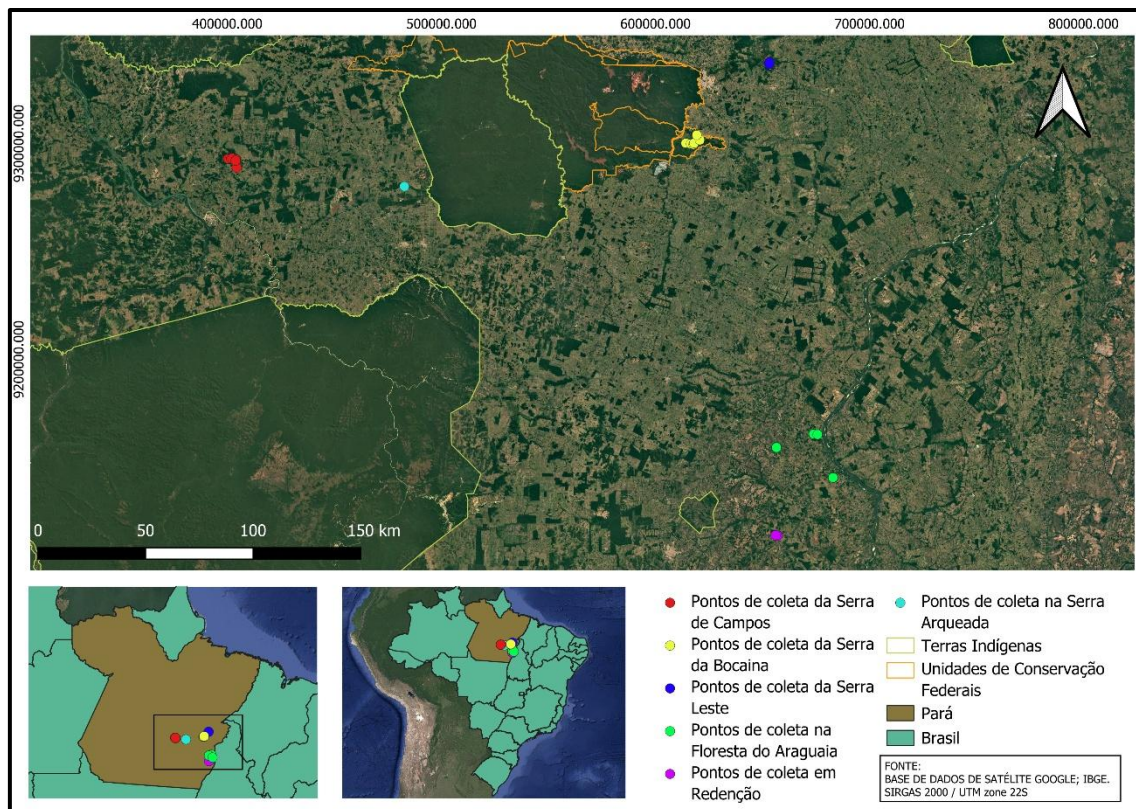 400000.000 500000.000 600000.000 700000.000 800000.000
9300000.000
9200000.000
0 50 100 150 km
Pontos de coleta da Serra
de Campos
Pontos de coleta da Serra
da Bocaina
Pontos de coleta da Serra
Leste
Pontos de coleta na
Floresta do Araguaia
Pontos de coleta em
Redenção
Pontos de coleta na Serra
Arqueada
Terras Indígenas
Unidades de Conservação
Federais
Pará
Brasil
FONTE:
BASE DE DADOS DE SATÉLITE GOOGLE; IBGE.
SIRGAS 2000 / UTM zone 22S